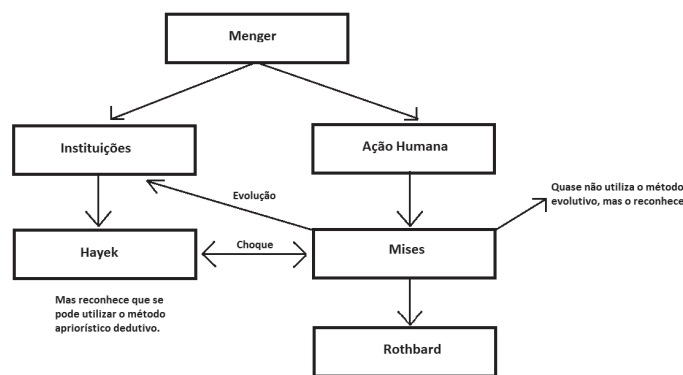 Menger
Instituições
Ação Humana
Quase não utiliza o método
evolutivo, mas o reconhece
Evolução
Hayek
Choque
Mises
Mas reconhece que se
pode utilizar o método
apriorístico dedutivo.
Rothbard